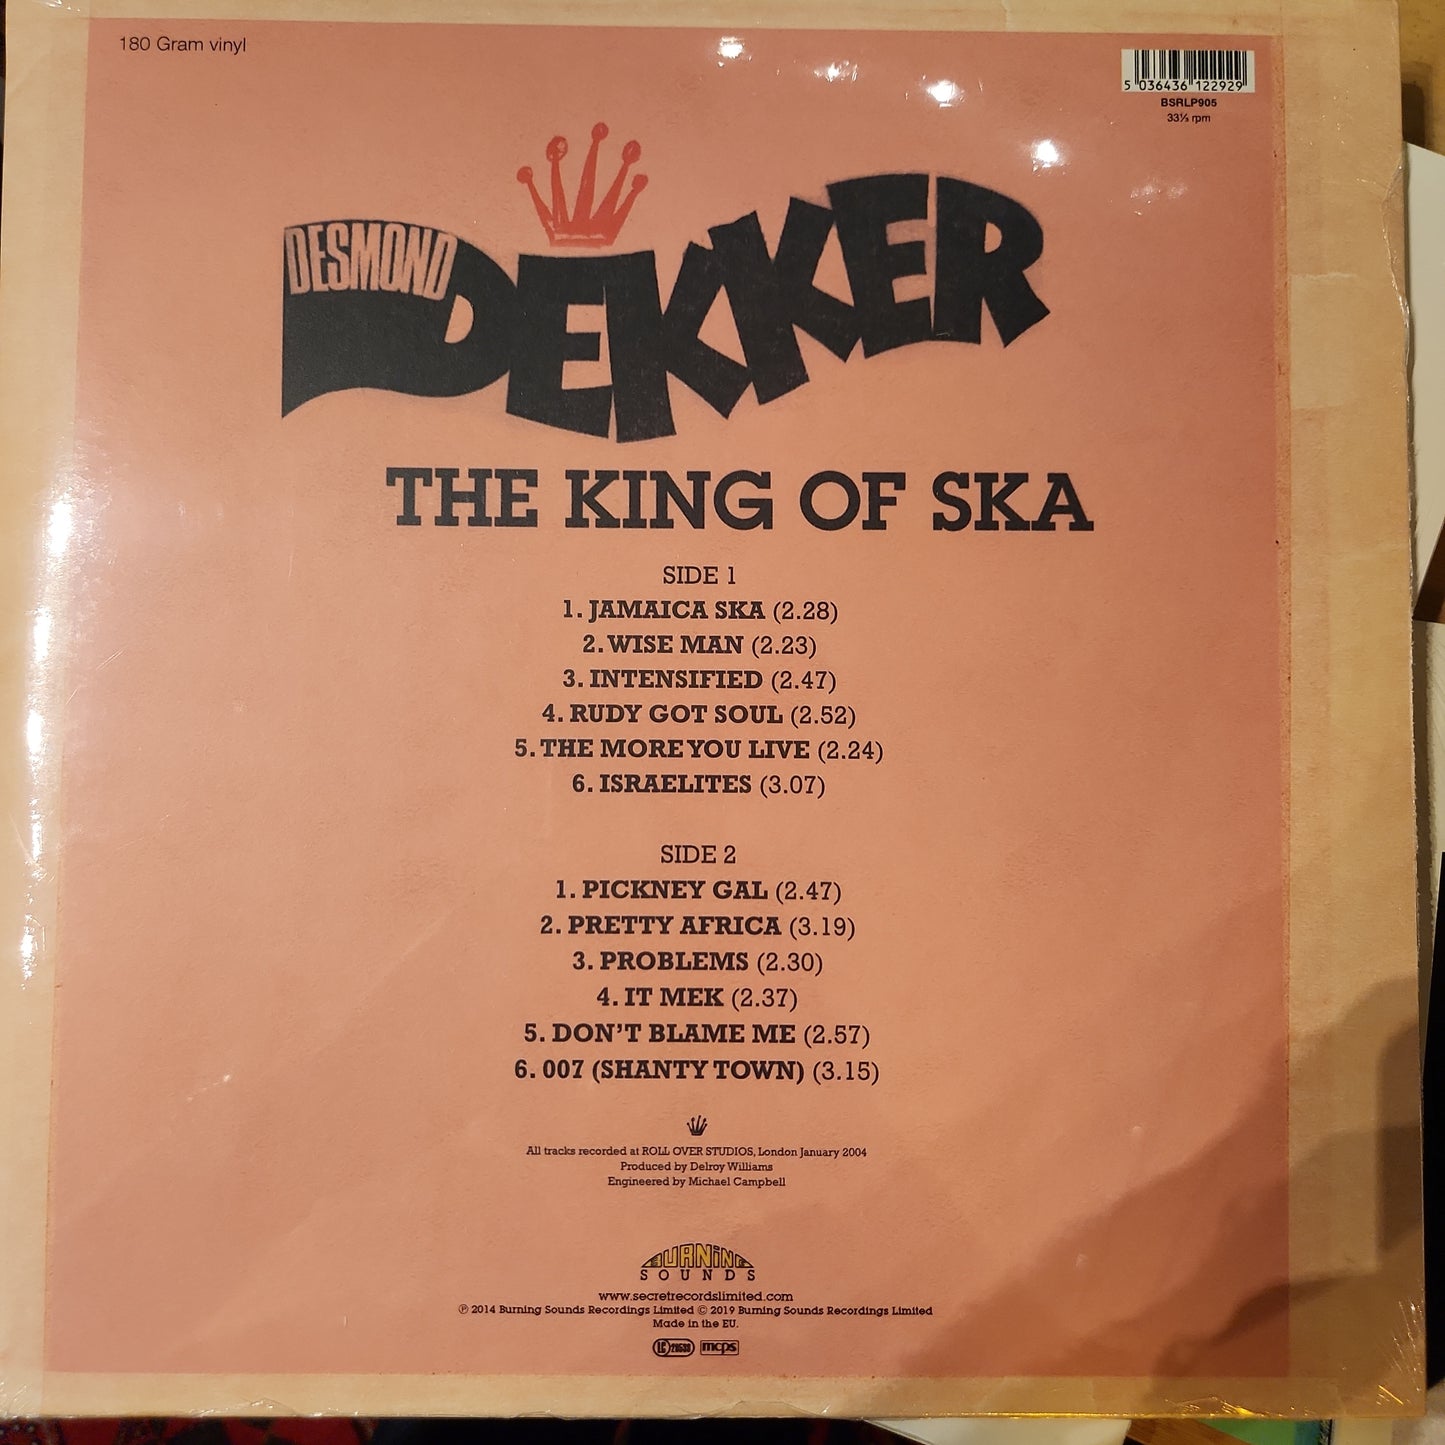 180 Gram vinyl
5 036436 122929
BSRLP905
33⅓ rpm
DESMOND
DEKKER
THE KING OF SKA
SIDE 1
1. JAMAICA SKA (2.28)
2. WISE MAN (2.23)
3. INTENSIFIED (2.47)
4. RUDY GOT SOUL (2.52)
5. THE MORE YOU LIVE (2.24)
6. ISRAELITES (3.07)
SIDE 2
1. PICKNEY GAL (2.47)
2. PRETTY AFRICA (3.19)
3. PROBLEMS (2.30)
4. IT MEK (2.37)
5. DON'T BLAME ME (2.57)
6. 007 (SHANTY TOWN) (3.15)
All tracks recorded at ROLL OVER STUDIOS, London January 2004
Produced by Delroy Williams
Engineered by Michael Campbell
BURNING
SOUNDS
www.secretrecordslimited.com
℗ 2014 Burning Sounds Recordings Limited © 2019 Burning Sounds Recordings Limited
Made in the EU.
LC mcps